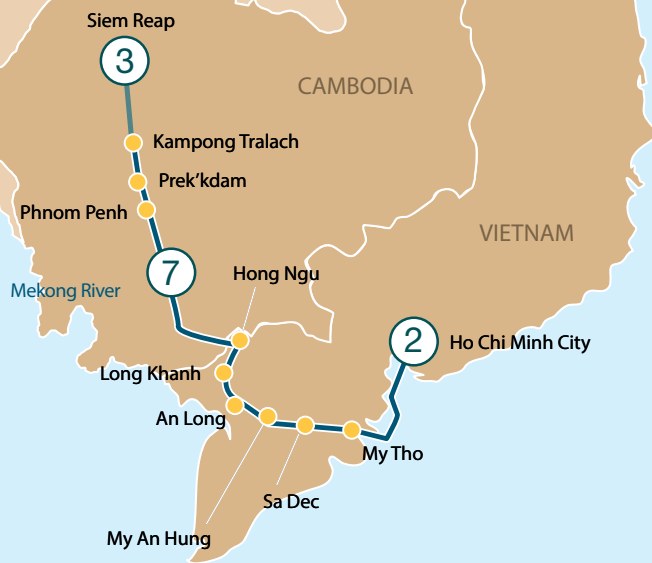 Siem Reap
3
CAMBODIA
Kampong Tralach
Prek’kdam
Phnom Penh
VIETNAM
7
Hong Ngu
Mekong River
2
Ho Chi Minh City
Long Khanh
An Long
My Tho
Sa Dec
My An Hung